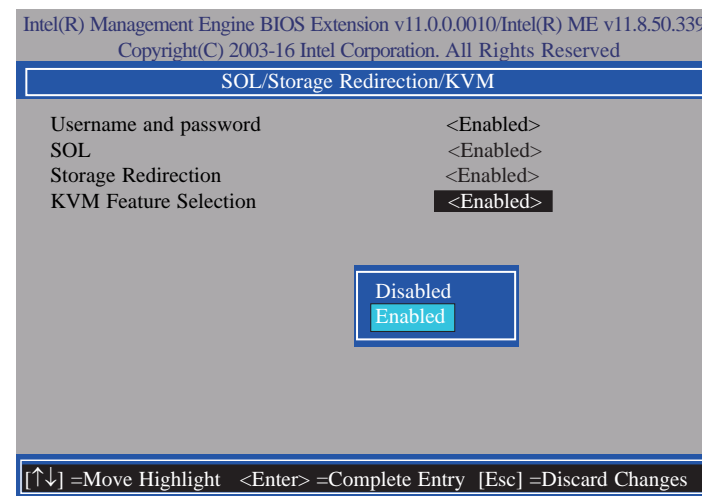 Intel(R) Management Engine BIOS Extension v11.0.0.0010/Intel(R) ME v11.8.50.339
Copyright(C) 2003-16 Intel Corporation. All Rights Reserved
SOL/Storage Redirection/KVM
Username and password <Enabled>
SOL <Enabled>
Storage Redirection <Enabled>
KVM Feature Selection <Enabled>
Disabled
Enabled
[↑↓] =Move Highlight <Enter> =Complete Entry [Esc] =Discard Changes